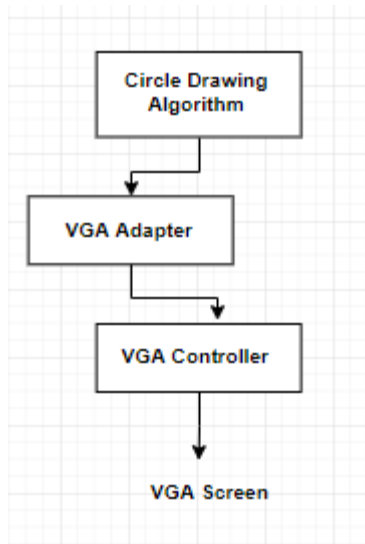 Circle Drawing
Algorithm
VGA Adapter
VGA Controller
VGA Screen